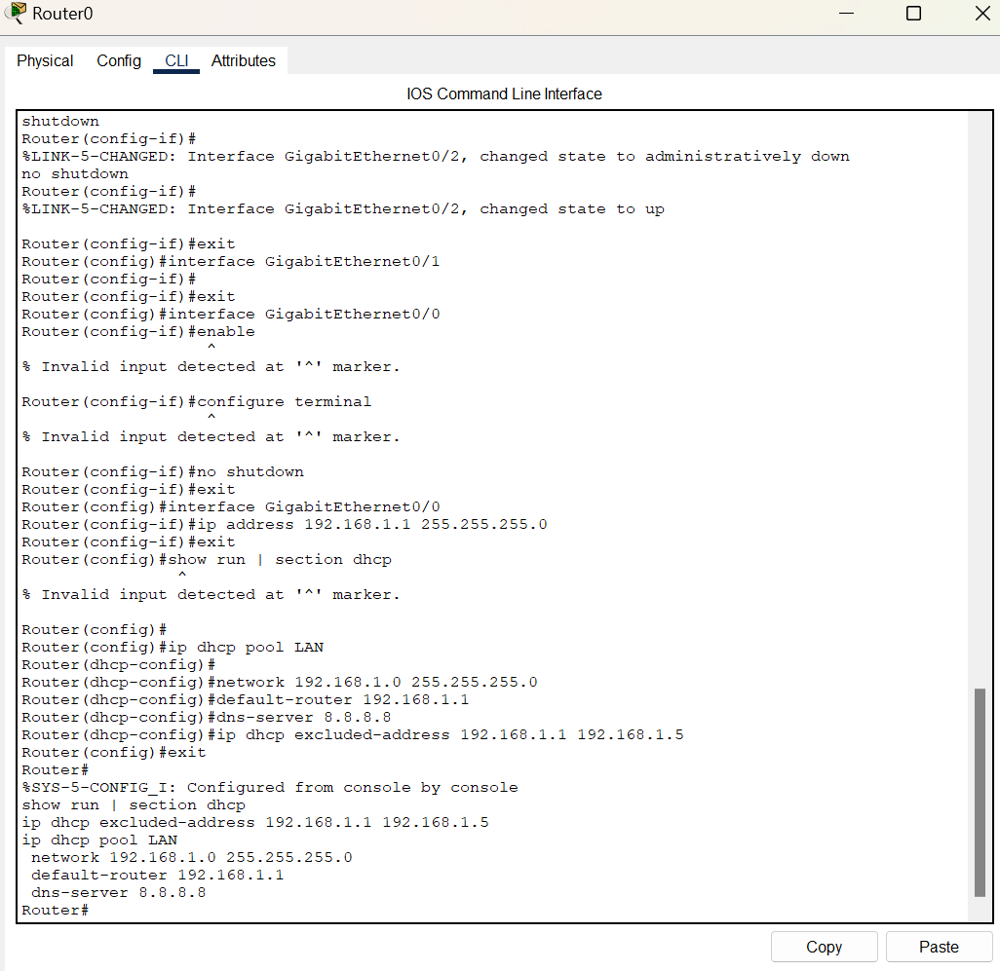 Router0
Physical Config CLI Attributes
IOS Command Line Interface
shutdown
Router(config-if)#
%LINK-5-CHANGED: Interface GigabitEthernet0/2, changed state to administratively down
no shutdown
Router(config-if)#
%LINK-5-CHANGED: Interface GigabitEthernet0/2, changed state to up
Router(config-if)#exit
Router(config)#interface GigabitEthernet0/1
Router(config-if)#
Router(config-if)#exit
Router(config)#interface GigabitEthernet0/0
Router(config-if)#enable
^
% Invalid input detected at '^' marker.
Router(config-if)#configure terminal
^
% Invalid input detected at '^' marker.
Router(config-if)#no shutdown
Router(config-if)#exit
Router(config)#interface GigabitEthernet0/0
Router(config-if)#ip address 192.168.1.1 255.255.255.0
Router(config-if)#exit
Router(config)#show run | section dhcp
^
% Invalid input detected at '^' marker.
Router(config)#
Router(config)#ip dhcp pool LAN
Router(dhcp-config)#
Router(dhcp-config)#network 192.168.1.0 255.255.255.0
Router(dhcp-config)#default-router 192.168.1.1
Router(dhcp-config)#dns-server 8.8.8.8
Router(dhcp-config)#ip dhcp excluded-address 192.168.1.1 192.168.1.5
Router(config)#exit
Router#
%SYS-5-CONFIG_I: Configured from console by console
show run | section dhcp
ip dhcp excluded-address 192.168.1.1 192.168.1.5
ip dhcp pool LAN
network 192.168.1.0 255.255.255.0
default-router 192.168.1.1
dns-server 8.8.8.8
Router#
Copy Paste